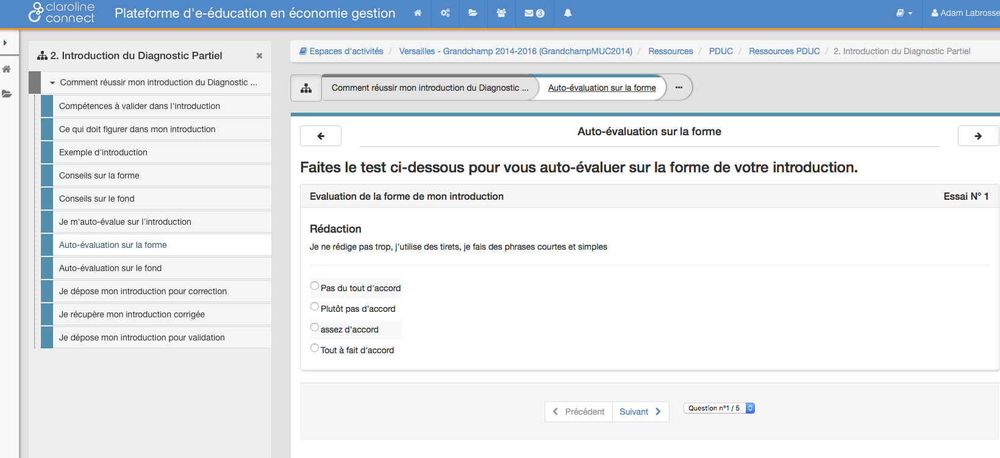 claroline
connect
Plateforme d'e-éducation en économie gestion
3
Adam Labrosse
2. Introduction du Diagnostic Partiel
Comment réussir mon introduction du Diagnostic ...
Compétences à valider dans l'introduction
Ce qui doit figurer dans mon introduction
Exemple d'introduction
Conseils sur la forme
Conseils sur le fond
Je m'auto-évalue sur l'introduction
Auto-évaluation sur la forme
Auto-évaluation sur le fond
Je dépose mon introduction pour correction
Je récupère mon introduction corrigée
Je dépose mon introduction pour validation
Espaces d'activités / Versailles - Grandchamp 2014-2016 (GrandchampMUC2014) / Ressources / PDUC / Ressources PDUC / 2. Introduction du Diagnostic Partiel
Comment réussir mon introduction du Diagnostic ...
Auto-évaluation sur la forme
...
Auto-évaluation sur la forme
Faites le test ci-dessous pour vous auto-évaluer sur la forme de votre introduction.
Evaluation de la forme de mon introduction
Essai N° 1
Rédaction
Je ne rédige pas trop, j'utilise des tirets, je fais des phrases courtes et simples
Pas du tout d'accord
Plutôt pas d'accord
assez d'accord
Tout à fait d'accord
Précédent
Suivant
Question n°1 / 5